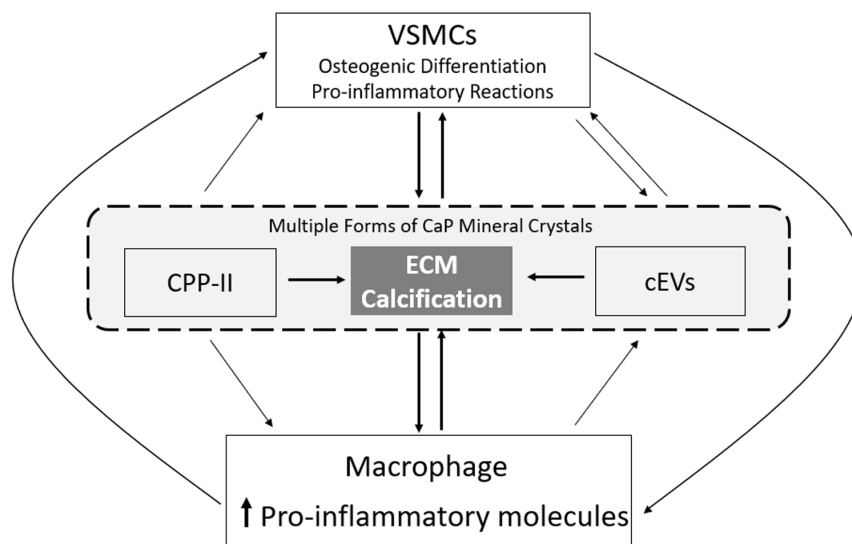 VSMCs
Osteogenic Differentiation
Pro-inflammatory Reactions
Multiple Forms of CaP Mineral Crystals
CPP-II
ECM
Calcification
cEVs
Macrophage
Pro-inflammatory molecules